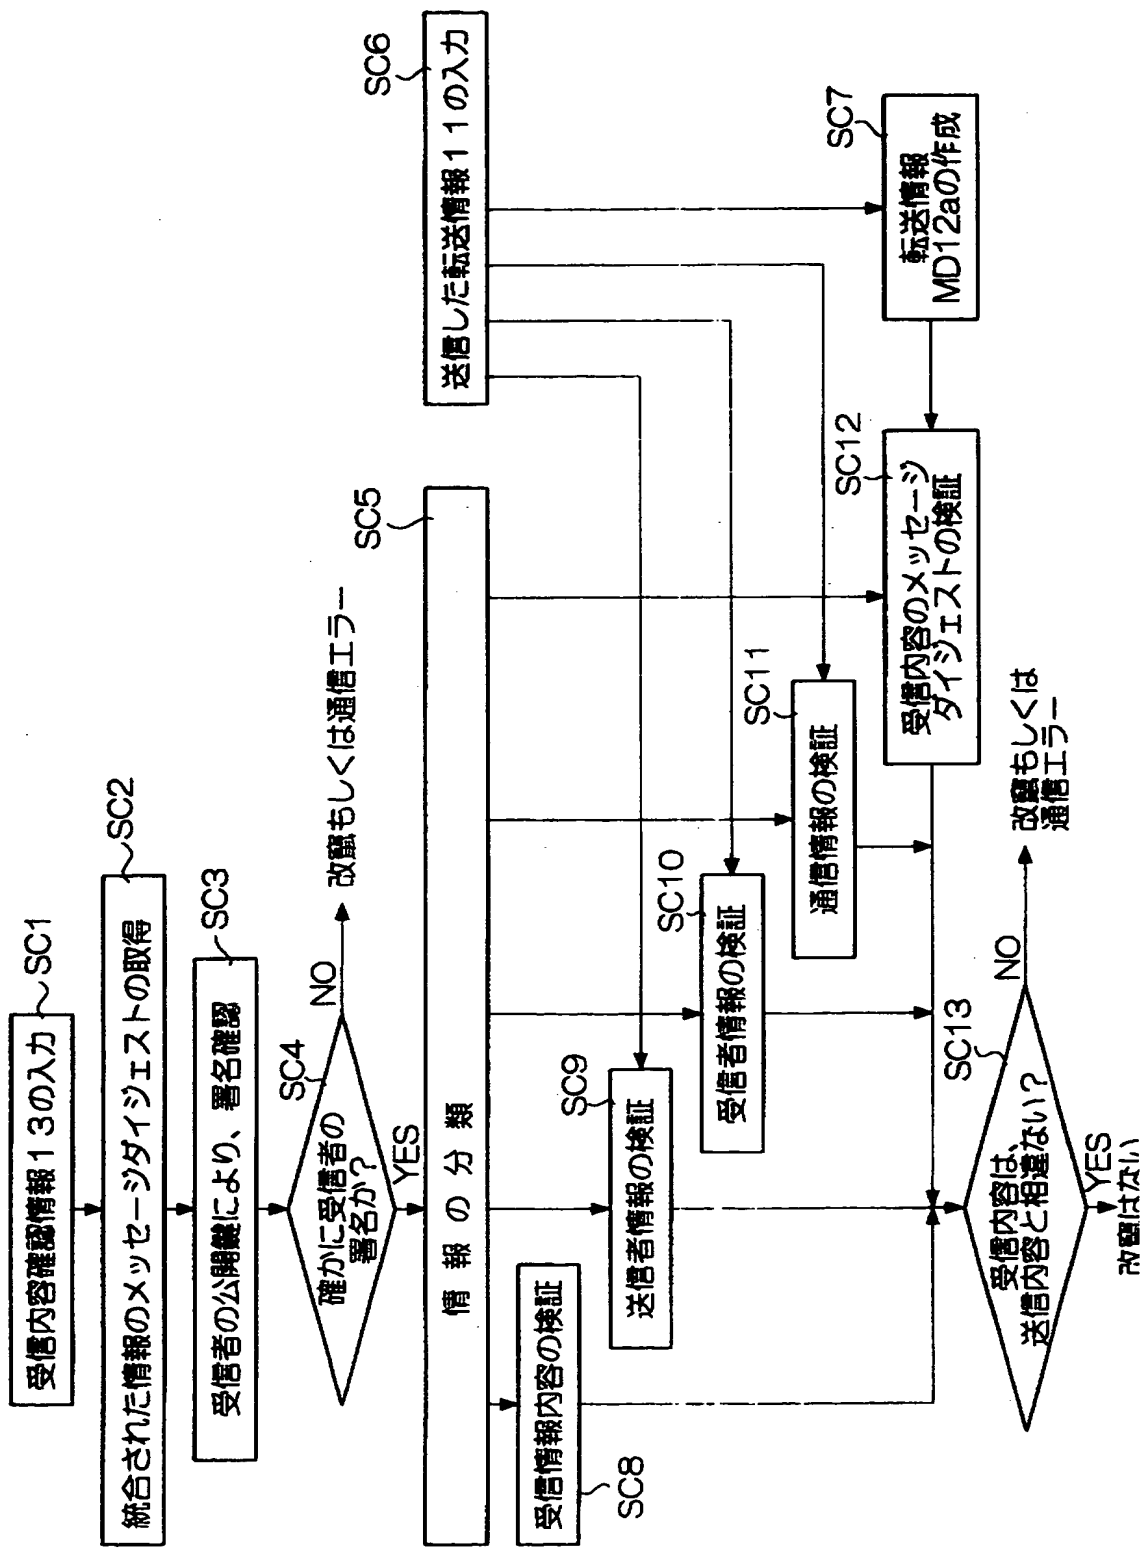 受信内容確認情報13の入力
SC1
統合された情報のメッセージダイジェストの取得
SC2
受信者の公開鍵により、署名確認
SC3
SC4
確かに受信者の
署名か?
NO
改竄もしくは通信エラー
YES
情報の分類
SC5
送信した転送情報11の入力
SC6
転送情報
MD12aの作成
SC7
受信情報内容の検証
SC8
送信者情報の検証
SC9
受信者情報の検証
SC10
通信情報の検証
SC11
受信内容のメッセージ
ダイジェストの検証
SC12
SC13
受信内容は、
送信内容と相違ない?
NO
改竄もしくは
通信エラー
YES
改竄はない